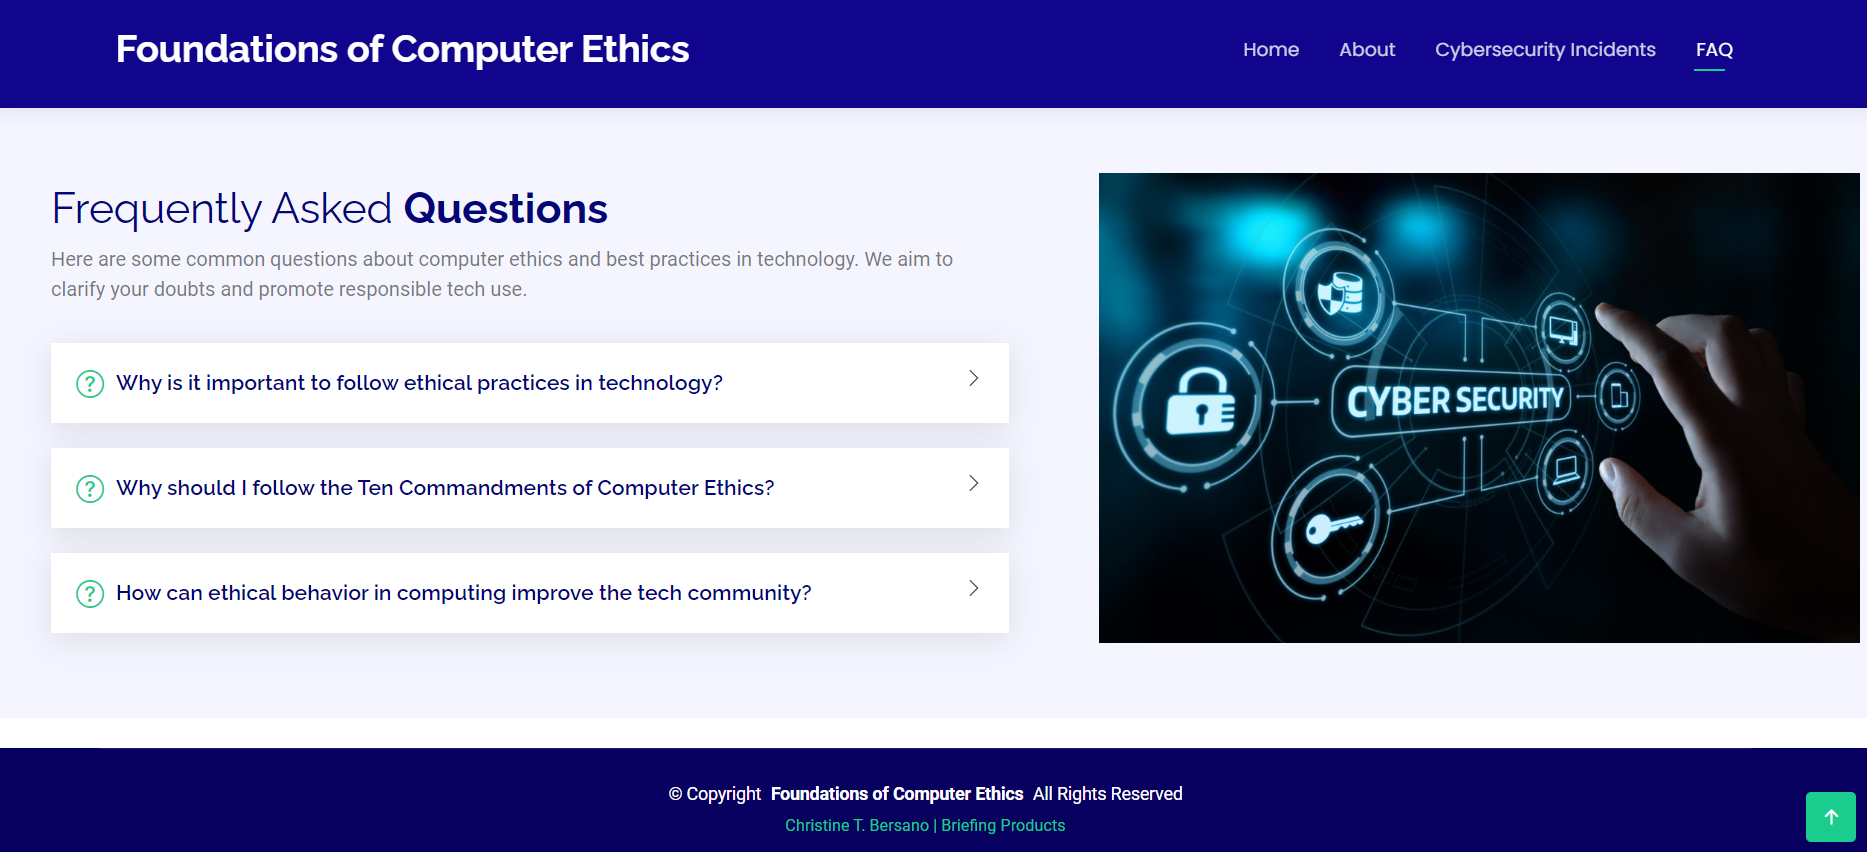 Foundations of Computer Ethics
Home About Cybersecurity Incidents FAQ
Frequently Asked Questions
Here are some common questions about computer ethics and best practices in technology. We aim to
clarify your doubts and promote responsible tech use.
Why is it important to follow ethical practices in technology?
Why should I follow the Ten Commandments of Computer Ethics?
How can ethical behavior in computing improve the tech community?
CYBER SECURITY
© Copyright Foundations of Computer Ethics All Rights Reserved
Christine T. Bersano | Briefing Products